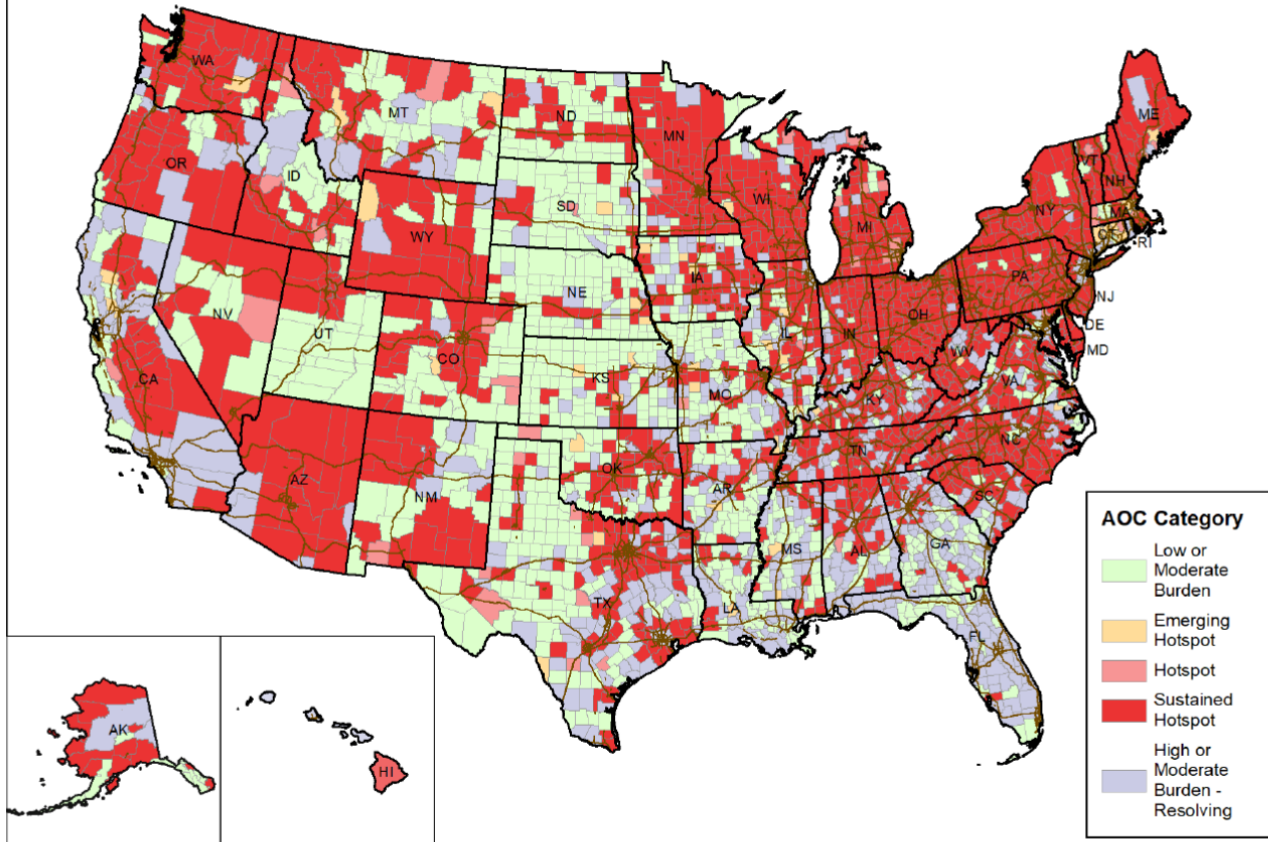 WA
MT
ND
MN
ME
OR
ID
SD
WI
VT
NH
NY
MA
CT
RI
WY
MI
IA
NE
PA
NJ
NV
UT
CO
IL
IN
OH
DE
MD
WV
VA
CA
KS
MO
KY
AZ
NM
OK
TN
NC
AR
SC
MS
AL
GA
TX
LA
FL
AK
HI
AOC Category
Low or
Moderate
Burden
Emerging
Hotspot
Hotspot
Sustained
Hotspot
High or
Moderate
Burden -
Resolving